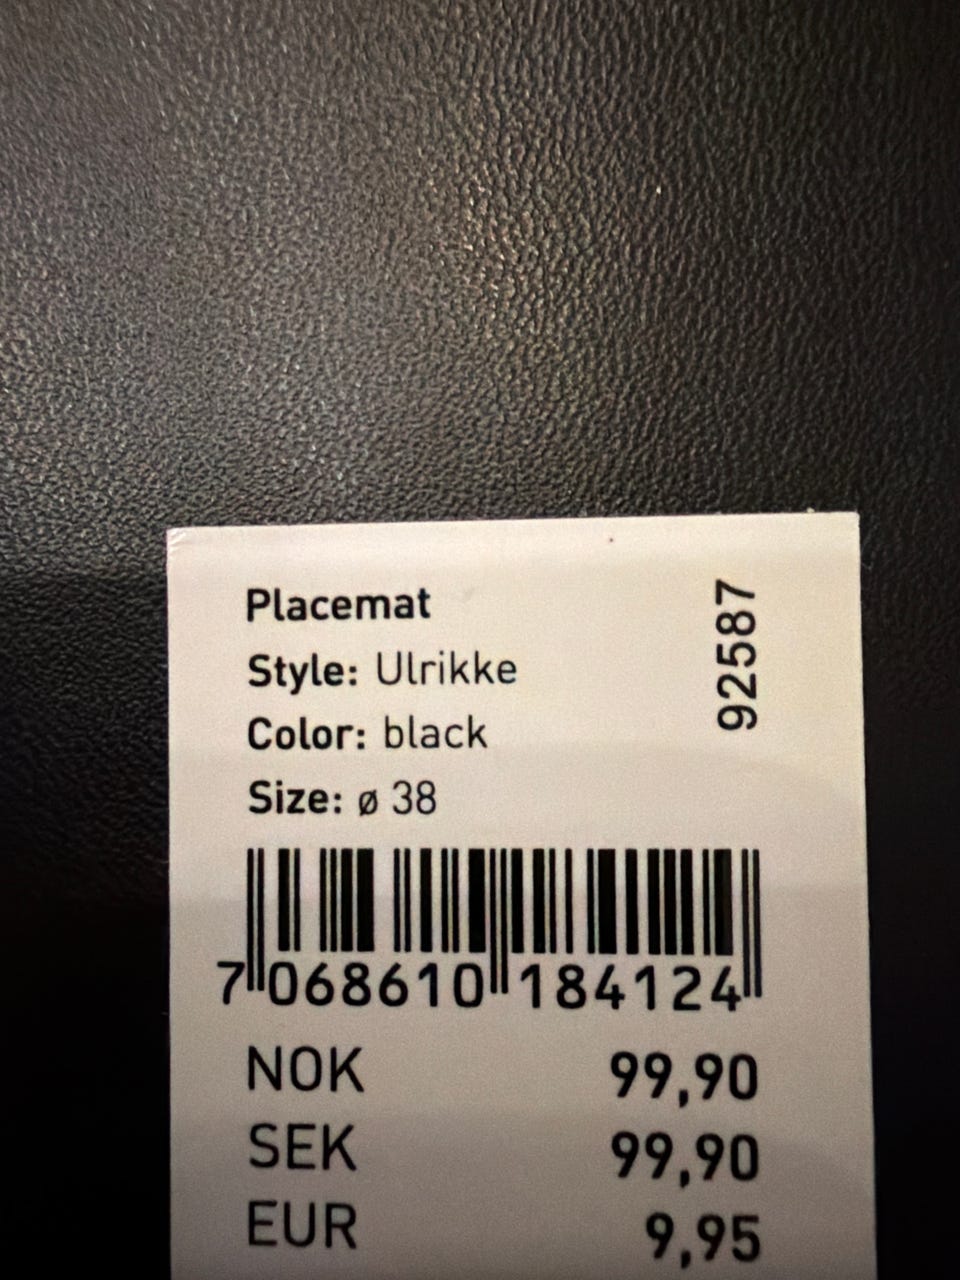 Placemat
Style: Ulrikke
Color: black
Size: ø 38
92587
7 068610 184124
NOK 99,90
SEK 99,90
EUR 9,95